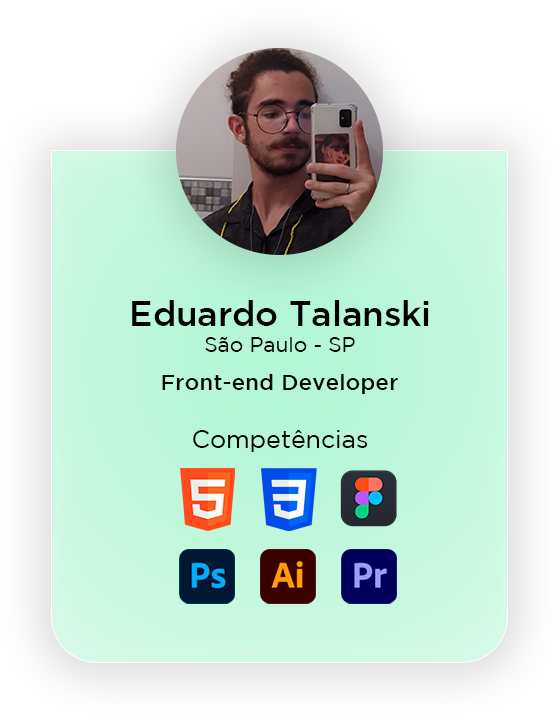 Eduardo Talanski
São Paulo - SP
Front-end Developer
Competências
5 3
Ps Ai Pr